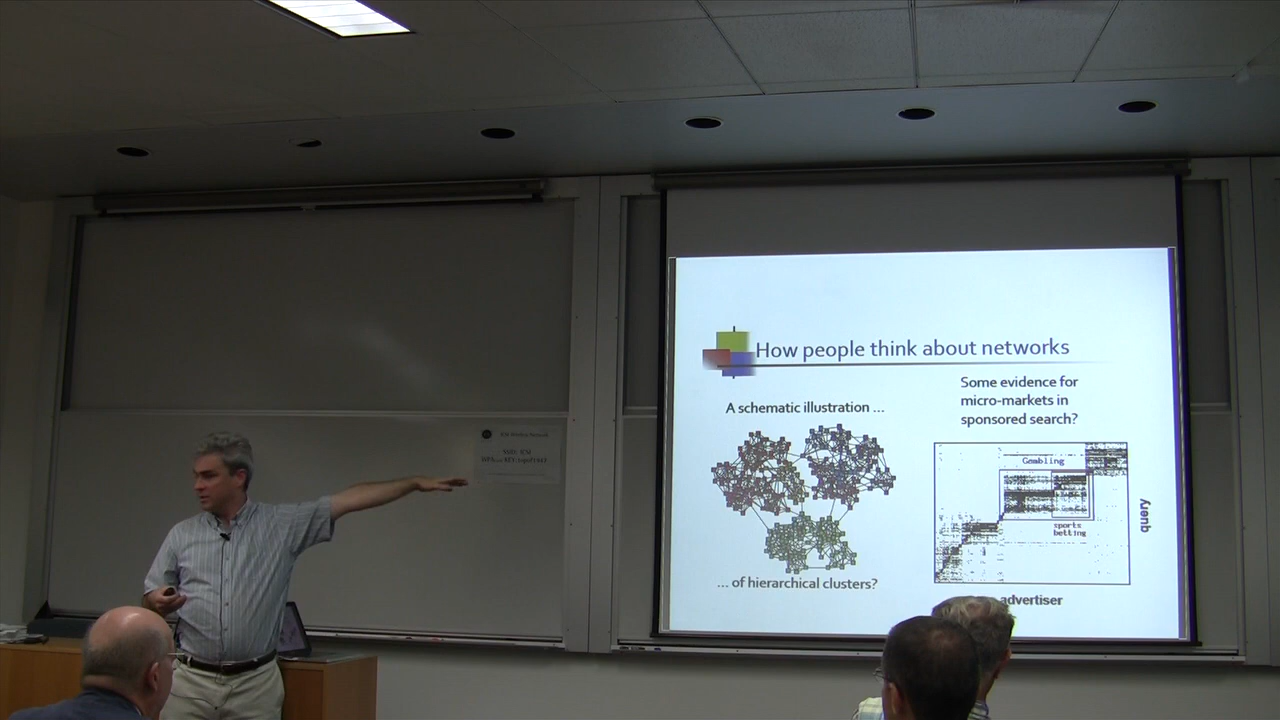 How people think about networks
A schematic illustration ...
Some evidence for
micro-markets in
sponsored search?
Gambling
sports
betting
query
... of hierarchical clusters?
advertiser